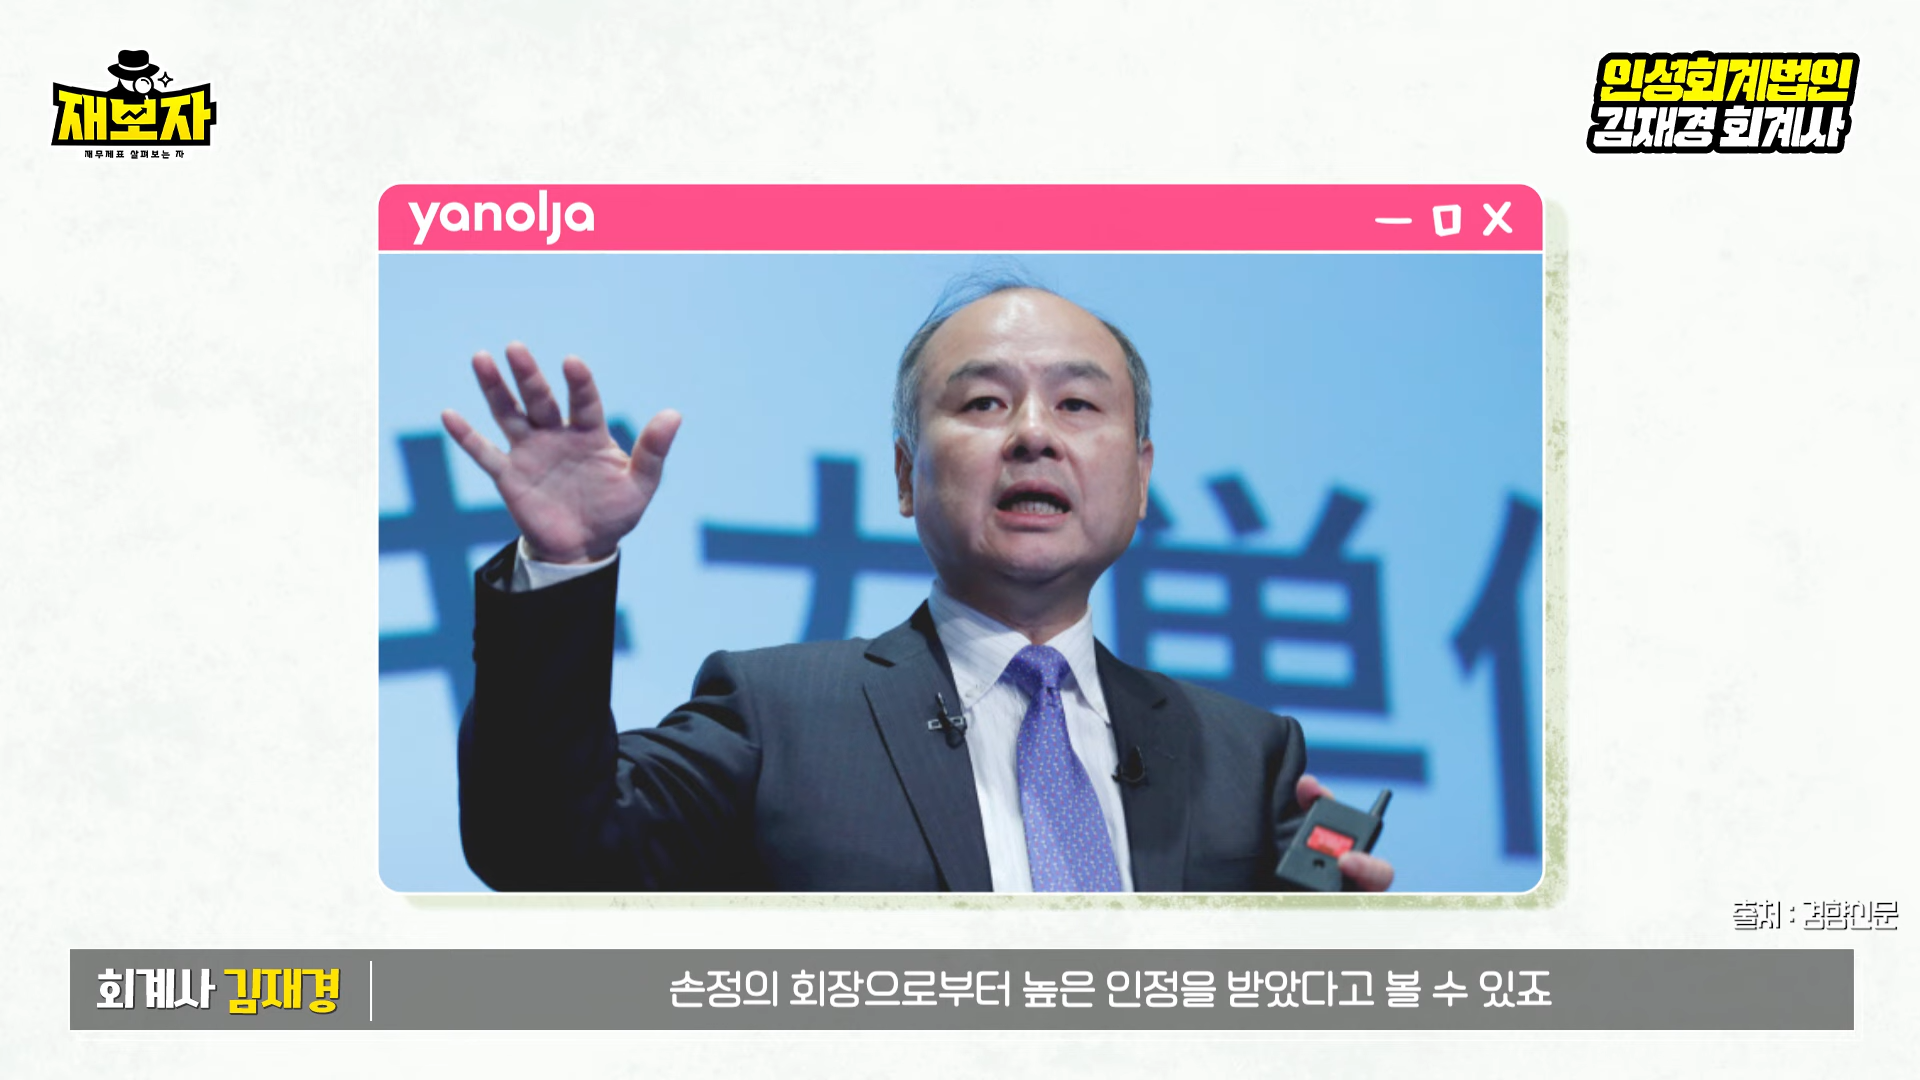 재보자
재무제표 살펴보는 자
인성회계법인
김재경 회계사
yanolja
출처 : 경향신문
회계사 김재경
손정의 회장으로부터 높은 인정을 받았다고 볼 수 있죠